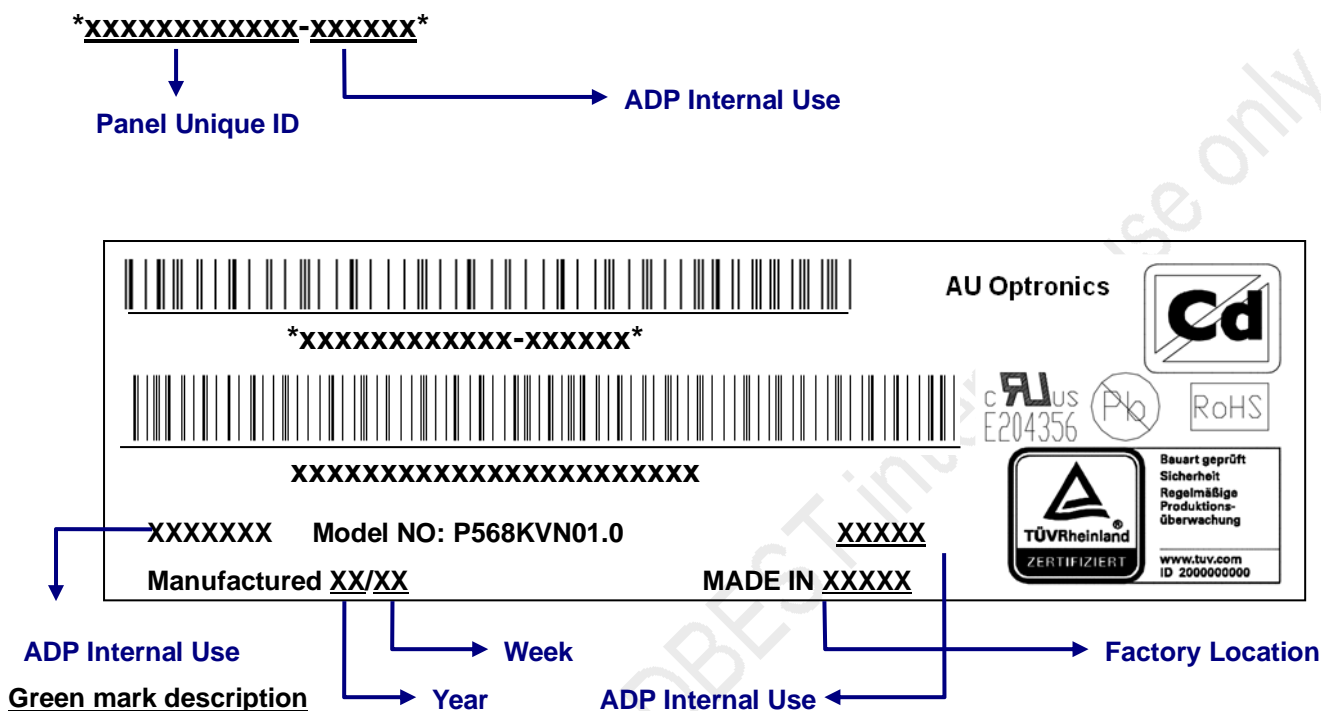 *xxxxxxxxxxxx-xxxxxx*
ADP Internal Use
Panel Unique ID
AU Optronics
Cd
*xxxxxxxxxxxx-xxxxxx*
c RU US
E204356
Pb
RoHS
xxxxxxxxxxxxxxxxxxxxxxx
TÜVRheinland®
ZERTIFIZIERT
Bauart geprüft
Sicherheit
Regelmäßige
Produktions-
überwachung
www.tuv.com
ID 2000000000
XXXXXXX Model NO: P568KVN01.0 XXXXX
Manufactured XX/XX MADE IN XXXXX
ADP Internal Use
Week
Factory Location
Green mark description
Year
ADP Internal Use